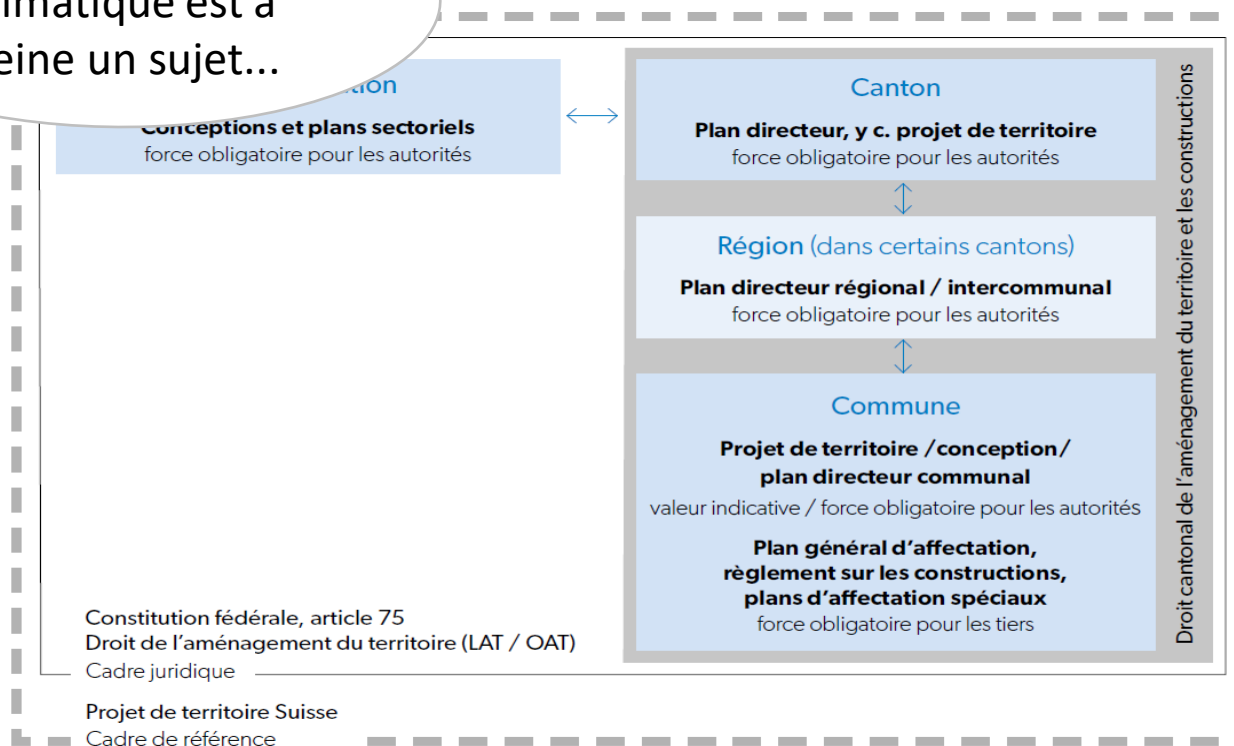 est à
un sujet...
Conceptions et plans sectoriels
force obligatoire pour les autorités
Canton
Plan directeur, y c. projet de territoire
force obligatoire pour les autorités
Région (dans certains cantons)
Plan directeur régional / intercommunal
force obligatoire pour les autorités
Commune
Projet de territoire /conception/
plan directeur communal
valeur indicative / force obligatoire pour les autorités
Plan général d’affectation,
règlement sur les constructions,
plans d’affectation spéciaux
force obligatoire pour les tiers
Droit cantonal de l’aménagement du territoire et les constructions
Constitution fédérale, article 75
Droit de l’aménagement du territoire (LAT / OAT)
Cadre juridique
Projet de territoire Suisse
Cadre de référence